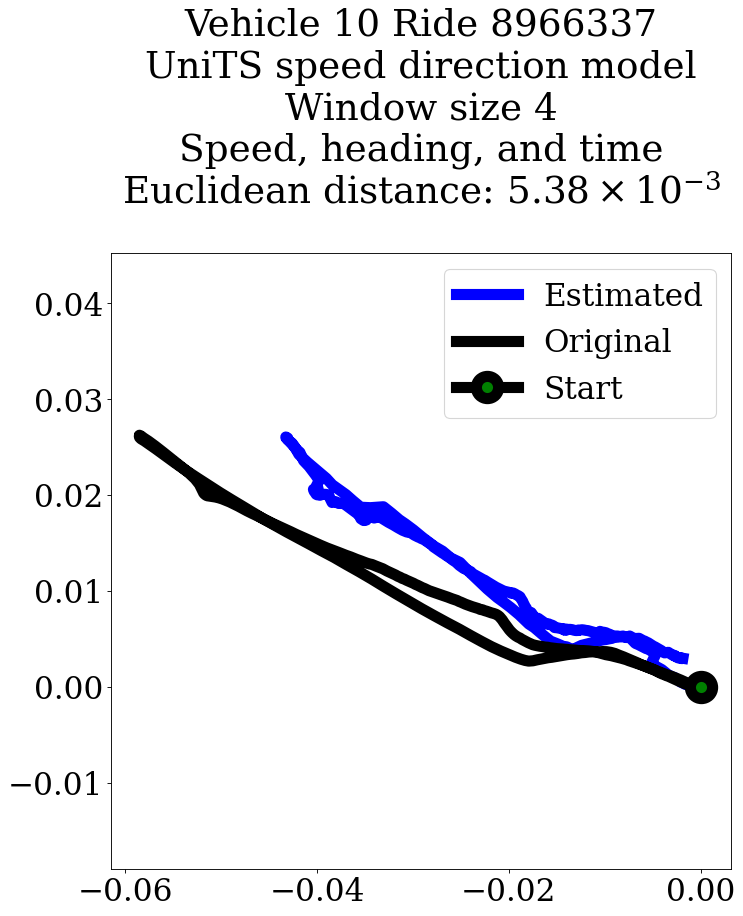 Vehicle 10 Ride 8966337
UniTS speed direction model
Window size 4
Speed, heading, and time
Euclidean distance: 5.38 × 10⁻³
Estimated
Original
Start
0.04
0.03
0.02
0.01
0.00
−0.01
−0.06 −0.04 −0.02 0.00